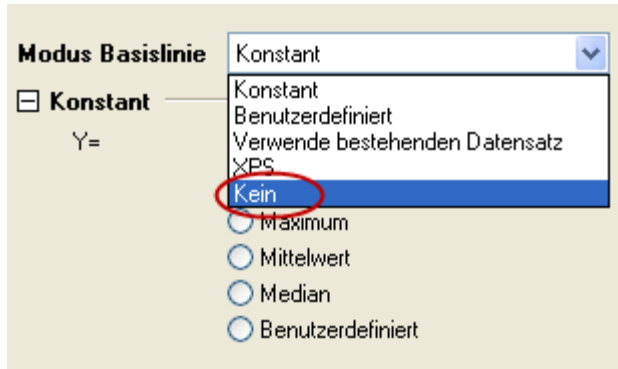 Modus Basislinie Konstant
Konstant
Konstant
Benutzerdefiniert
Y=
Verwende bestehenden Datensatz
XPS
Kein
Maximum
Mittelwert
Median
Benutzerdefiniert